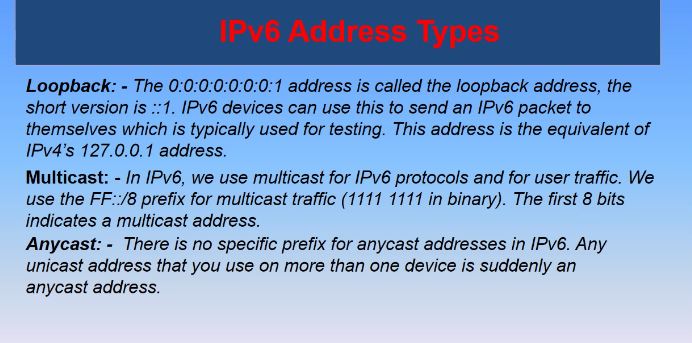 IPv6 Address Types
Loopback: - The 0:0:0:0:0:0:0:1 address is called the loopback address, the
short version is ::1. IPv6 devices can use this to send an IPv6 packet to
themselves which is typically used for testing. This address is the equivalent of
IPv4’s 127.0.0.1 address.
Multicast: - In IPv6, we use multicast for IPv6 protocols and for user traffic. We
use the FF::/8 prefix for multicast traffic (1111 1111 in binary). The first 8 bits
indicates a multicast address.
Anycast: - There is no specific prefix for anycast addresses in IPv6. Any
unicast address that you use on more than one device is suddenly an
anycast address.